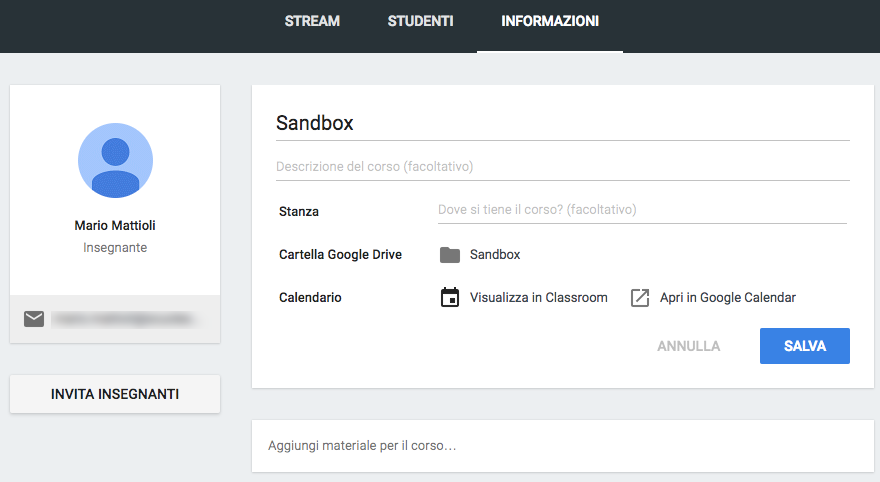 STREAM STUDENTI INFORMAZIONI
Mario Mattioli
Insegnante
INVITA INSEGNANTI
Sandbox
Descrizione del corso (facoltativo)
Stanza Dove si tiene il corso? (facoltativo)
Cartella Google Drive Sandbox
Calendario Visualizza in Classroom Apri in Google Calendar
ANNULLA SALVA
Aggiungi materiale per il corso...